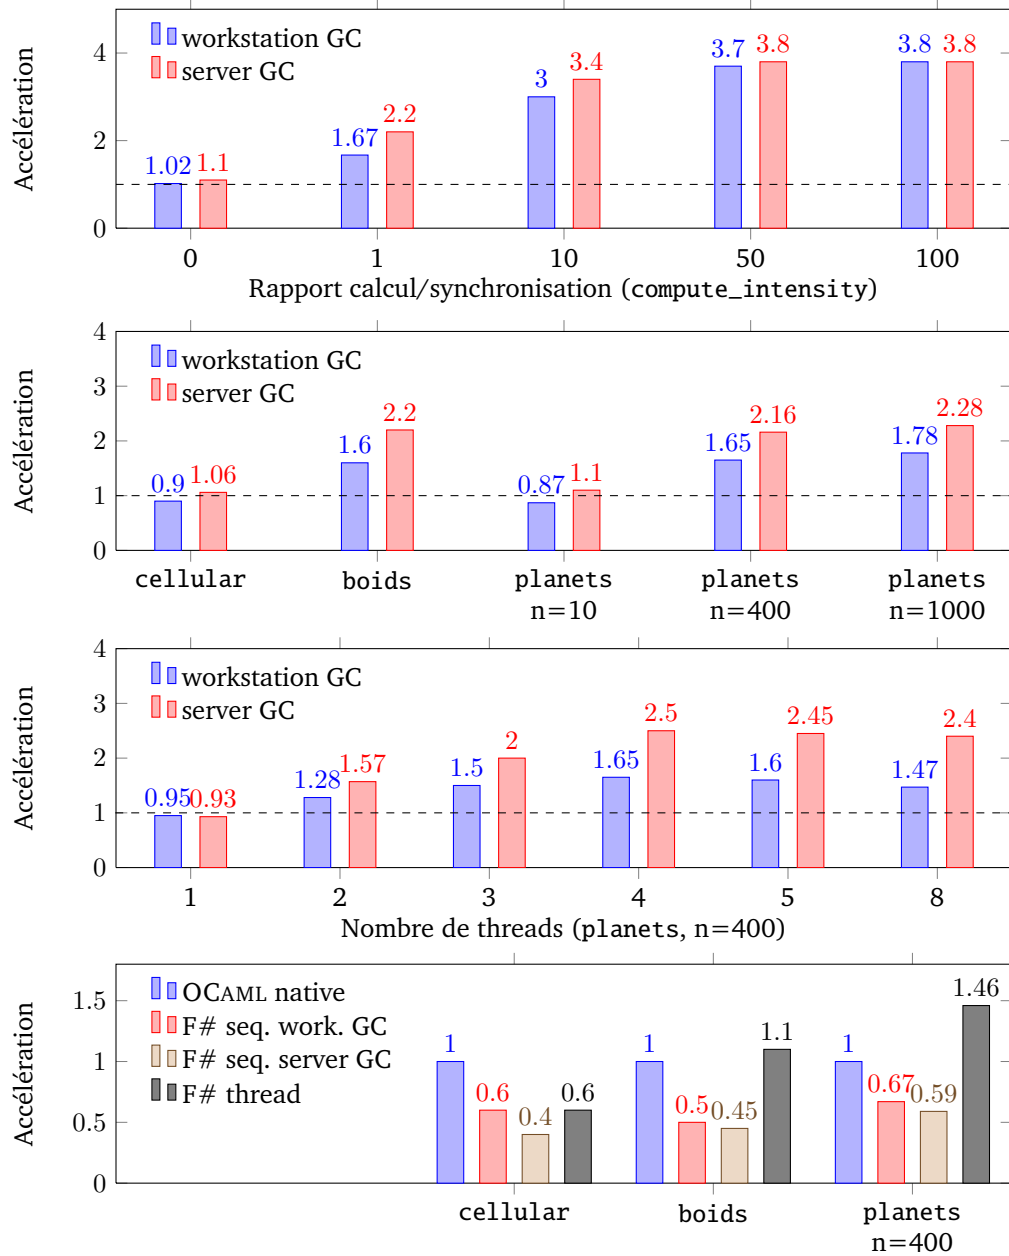 Accélération
4
2
0
workstation GC
server GC
1.02 1.1 1.67 2.2 3 3.4 3.7 3.8 3.8 3.8
0 1 10 50 100
Rapport calcul/synchronisation (compute_intensity)
Accélération
4
3
2
1
0
workstation GC
server GC
0.9 1.06 1.6 2.2 0.87 1.1 1.65 2.16 1.78 2.28
cellular boids planets planets planets
n=10 n=400 n=1000
Accélération
4
3
2
1
0
workstation GC
server GC
0.95 0.93 1.28 1.57 1.5 2 1.65 2.5 1.6 2.45 1.47 2.4
1 2 3 4 5 8
Nombre de threads (planets, n=400)
Accélération
1.5
1
0.5
0
OCAML native
F# seq. work. GC
F# seq. server GC
F# thread
1 0.6 0.4 0.6 1 0.5 0.45 1.1 1 0.67 0.59 1.46
cellular boids planets
n=400